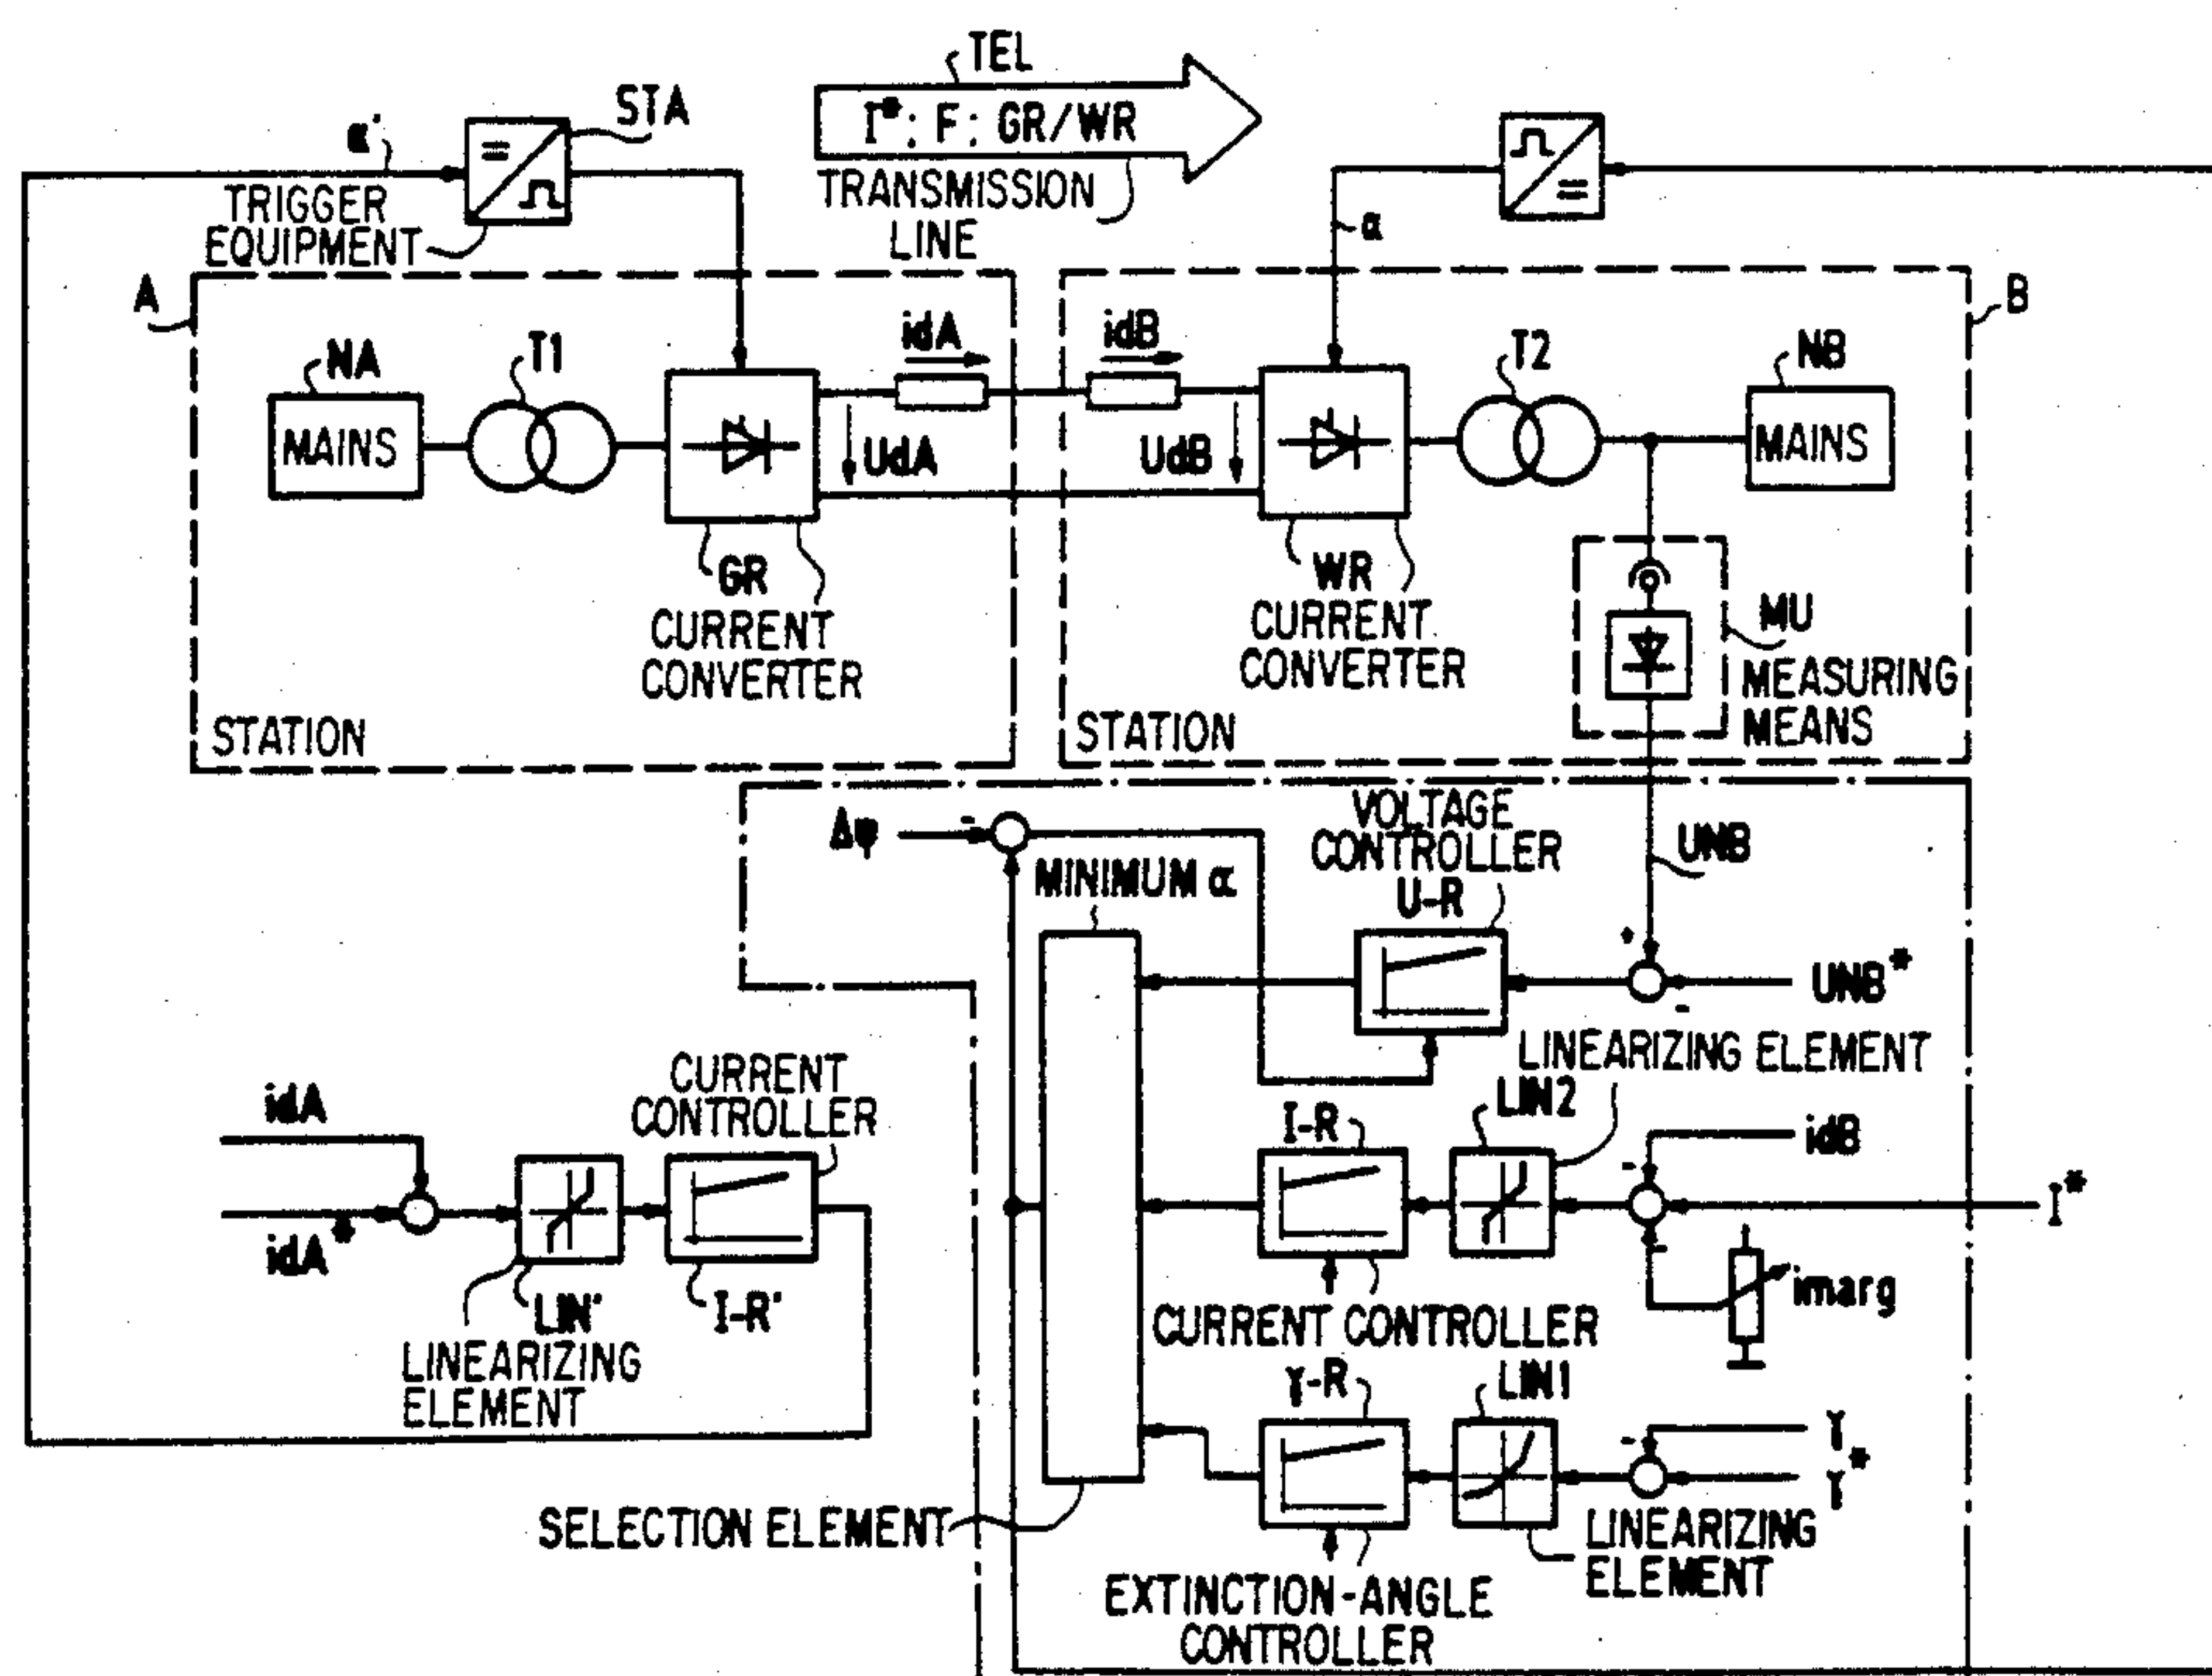 TEL
STA
α'
I*; F; GR/WR
TRIGGER
EQUIPMENT
TRANSMISSION
LINE
α
A
B
NA
T1
idA
idB
T2
NB
MAINS
UdA
UdB
MAINS
GR
CURRENT
CONVERTER
WR
CURRENT
CONVERTER
MU
MEASURING
MEANS
STATION
STATION
Δφ
-
VOLTAGE
CONTROLLER
U-R
UNB
MINIMUM α
+
UNB*
-
LINEARIZING ELEMENT
CURRENT
CONTROLLER
idA
idA*
LIN'
I-R'
LINEARIZING
ELEMENT
I-R
LIN2
idB
-
I*
-
imarg
CURRENT CONTROLLER
γ-R
LIN1
-
γ
γ*
SELECTION ELEMENT
LINEARIZING
ELEMENT
EXTINCTION-ANGLE
CONTROLLER